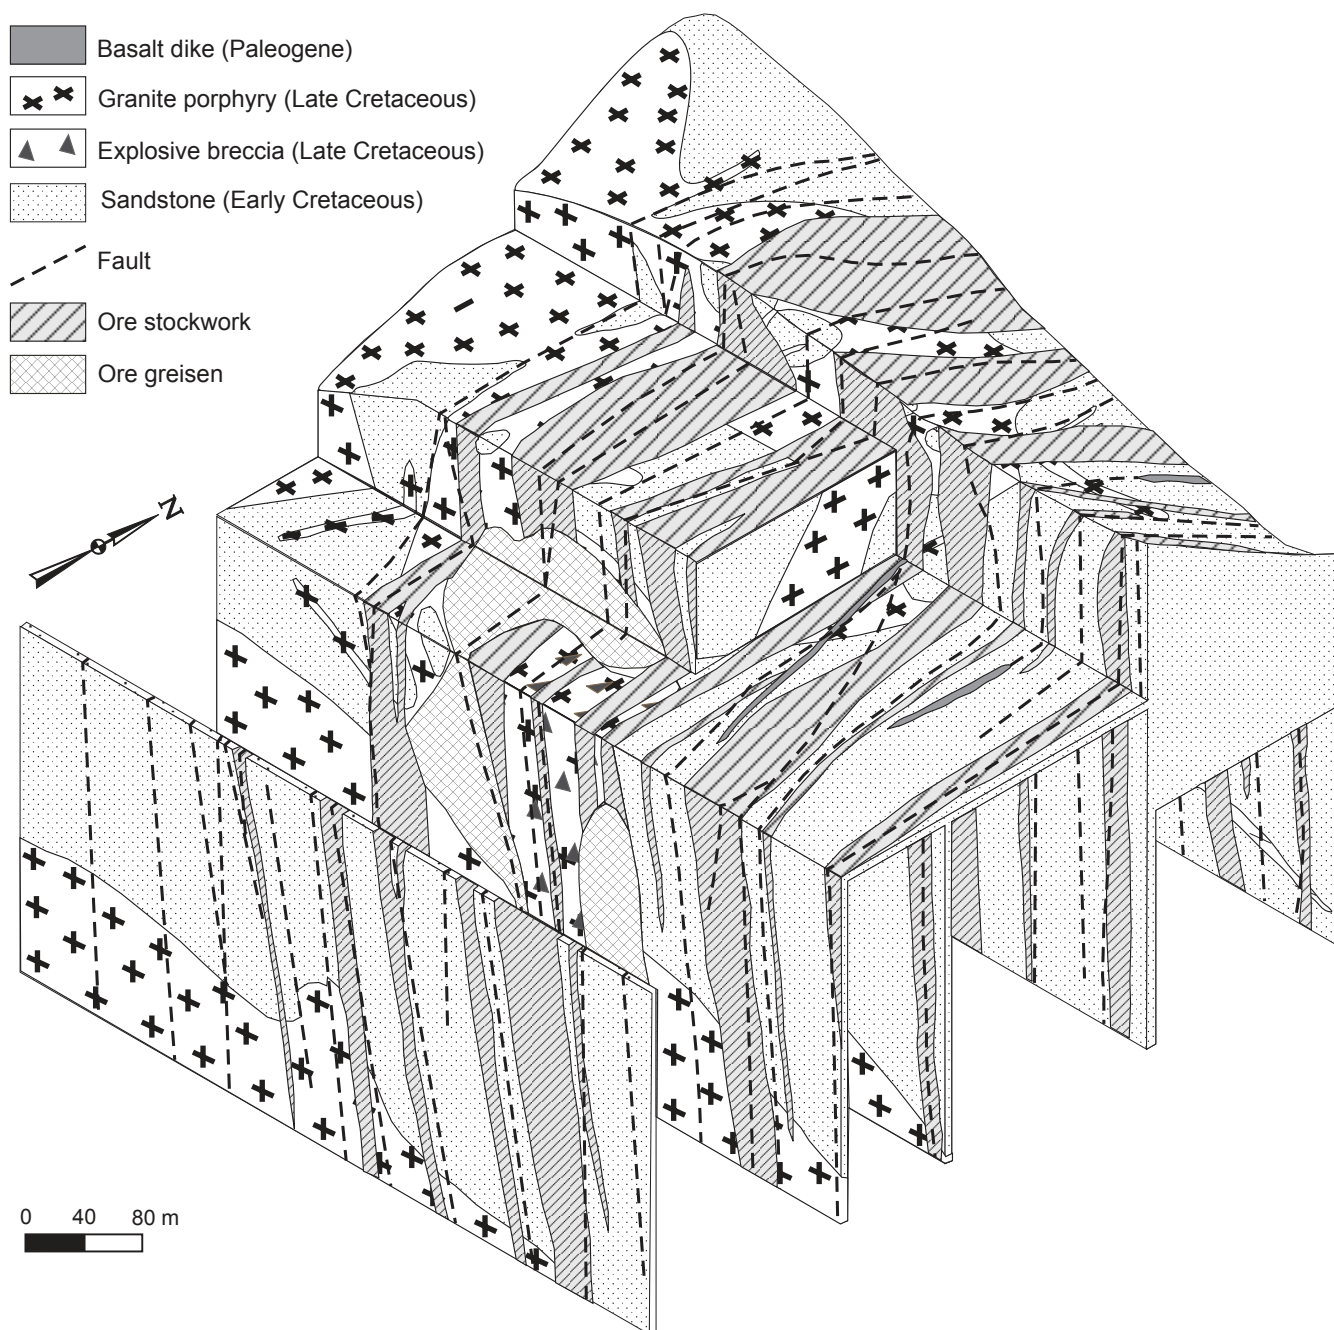 Basalt dike (Paleogene)
Granite porphyry (Late Cretaceous)
Explosive breccia (Late Cretaceous)
Sandstone (Early Cretaceous)
Fault
Ore stockwork
Ore greisen
N
0 40 80 m